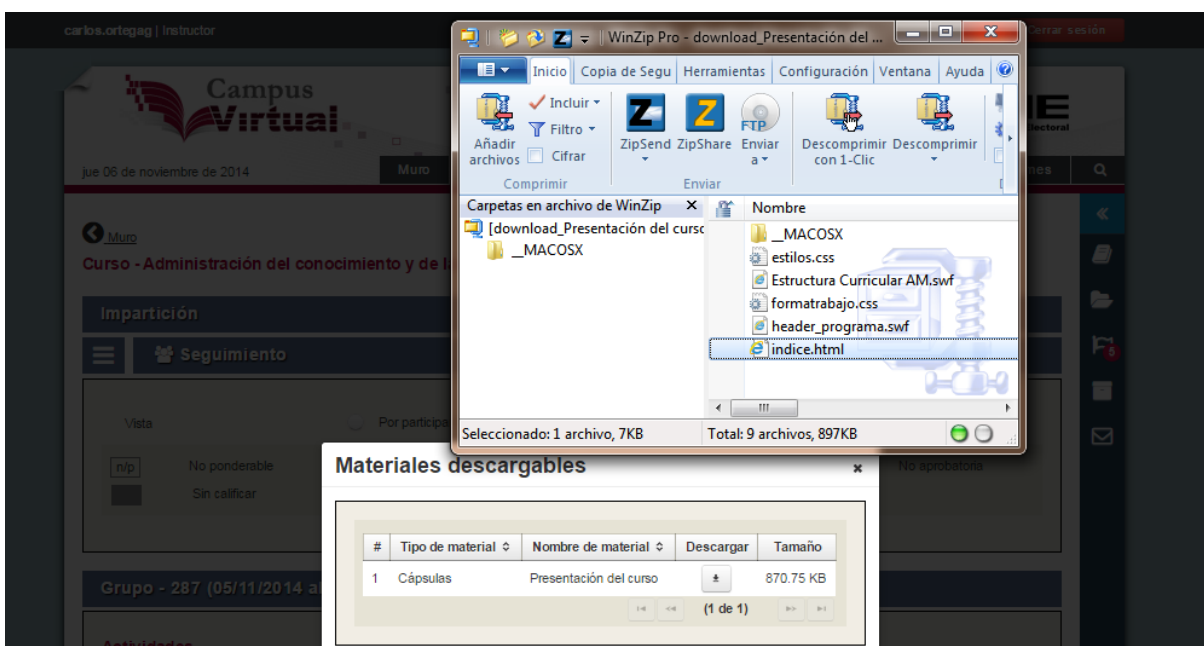 carlos.ortegag | Instructor
WinZip Pro - download_Presentación del ...
Cerrar sesión
Inicio Copia de Segu Herramientas Configuración Ventana Ayuda
Incluir
Filtro
Cifrar
Añadir archivos
ZipSend ZipShare
FTP
Enviar a
Descomprimir con 1-Clic
Descomprimir
Comprimir Enviar
Campus
Virtual
jue 06 de noviembre de 2014
Muro
Carpetas en archivo de WinZip X Nombre
[download_Presentación del curso
__MACOSX
__MACOSX
estilos.css
Estructura Curricular AM.swf
formatrabajo.css
header_programa.swf
indice.html
Seleccionado: 1 archivo, 7KB Total: 9 archivos, 897KB
Muro
Curso - Administración del conocimiento y de
Impartición
Seguimiento
5
Vista
n/p No ponderable
Sin calificar
No aprobatoria
Materiales descargables
# Tipo de material Nombre de material Descargar Tamaño
1 Cápsulas Presentación del curso 870.75 KB
(1 de 1)
Grupo - 287 (05/11/2014 al
Actividades